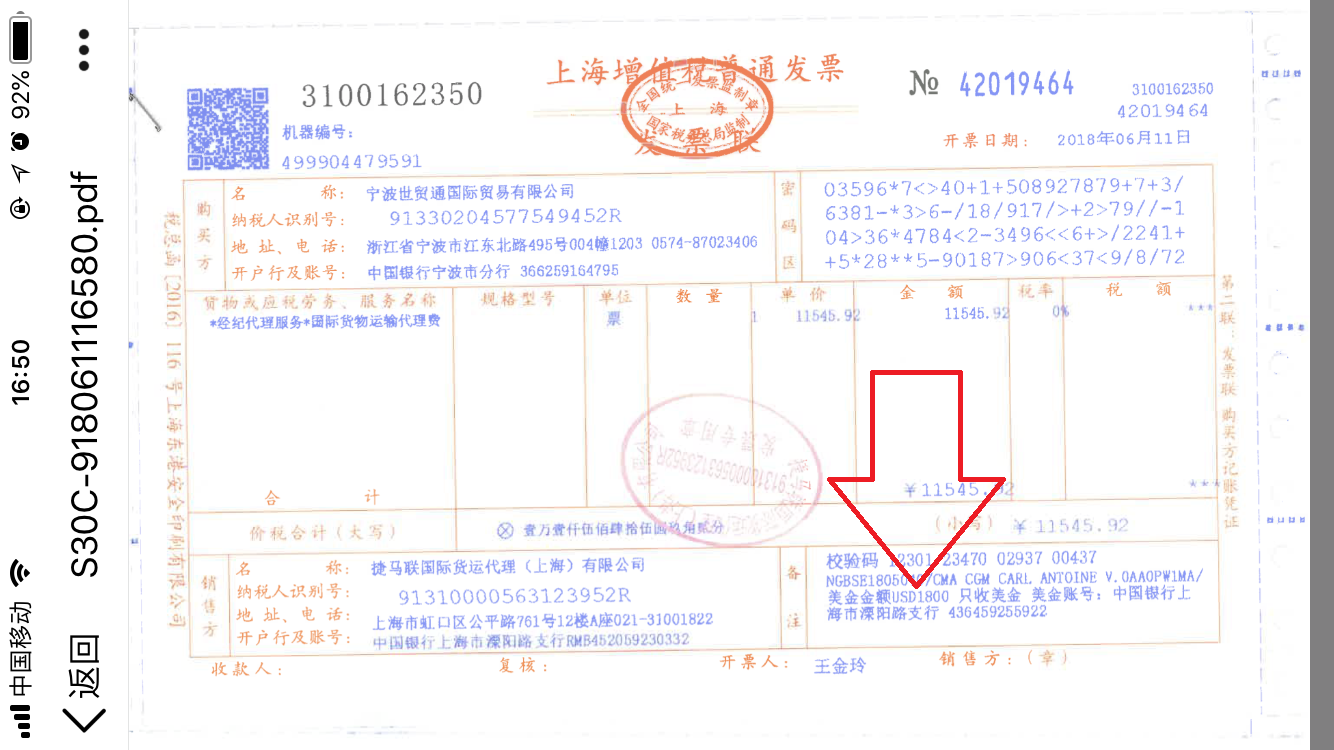 中国移动 16:50 92%
返回 S30C-9180611116580.pdf
上海增值税普通发票
全国统一发票监制章
上海
国家税务总局监制
发票联
3100162350
机器编号:
499904479591
№ 42019464
3100162350
42019464
开票日期: 2018年06月11日
税总函〔2016〕116号上海东港安全印刷有限公司
购买方
名称: 宁波世贸通国际贸易有限公司
纳税人识别号: 91330204577549452R
地址、电话: 浙江省宁波市江东北路495号004幢1203 0574-87023406
开户行及账号: 中国银行宁波市分行 366259164795
密码区
03596*7<>40+1+508927879+7+3/
6381-*3>6-/18/917/>+2>79//-1
04>36*4784<2-3496<<6+>/2241+
+5*28**5-90187>906<37<9/8/72
货物或应税劳务、服务名称 规格型号 单位 数量 单价 金额 税率 税额
*经纪代理服务*国际货物运输代理费 票 1 11545.92 11545.92 0% ***
合计 ¥11545.92 ***
价税合计(大写) ⊗ 壹万壹仟伍佰肆拾伍圆玖角贰分 (小写) ¥11545.92
销售方
名称: 捷马联国际货运代理(上海)有限公司
纳税人识别号: 91310000563123952R
地址、电话: 上海市虹口区公平路761号12楼A座021-31001822
开户行及账号: 中国银行上海市溧阳路支行RMB452059230332
备注
校验码 23470 02937 00437
/CMA CGM CARL ANTOINE V.0AA0PW1MA/
美金金额USD1800 只收美金 美金账号: 中国银行上
海市溧阳路支行 436459255922
收款人: 复核: 开票人: 王金玲 销售方:(章)
第二联:发票联 购买方记账凭证
91310000563123952R
发票专用章